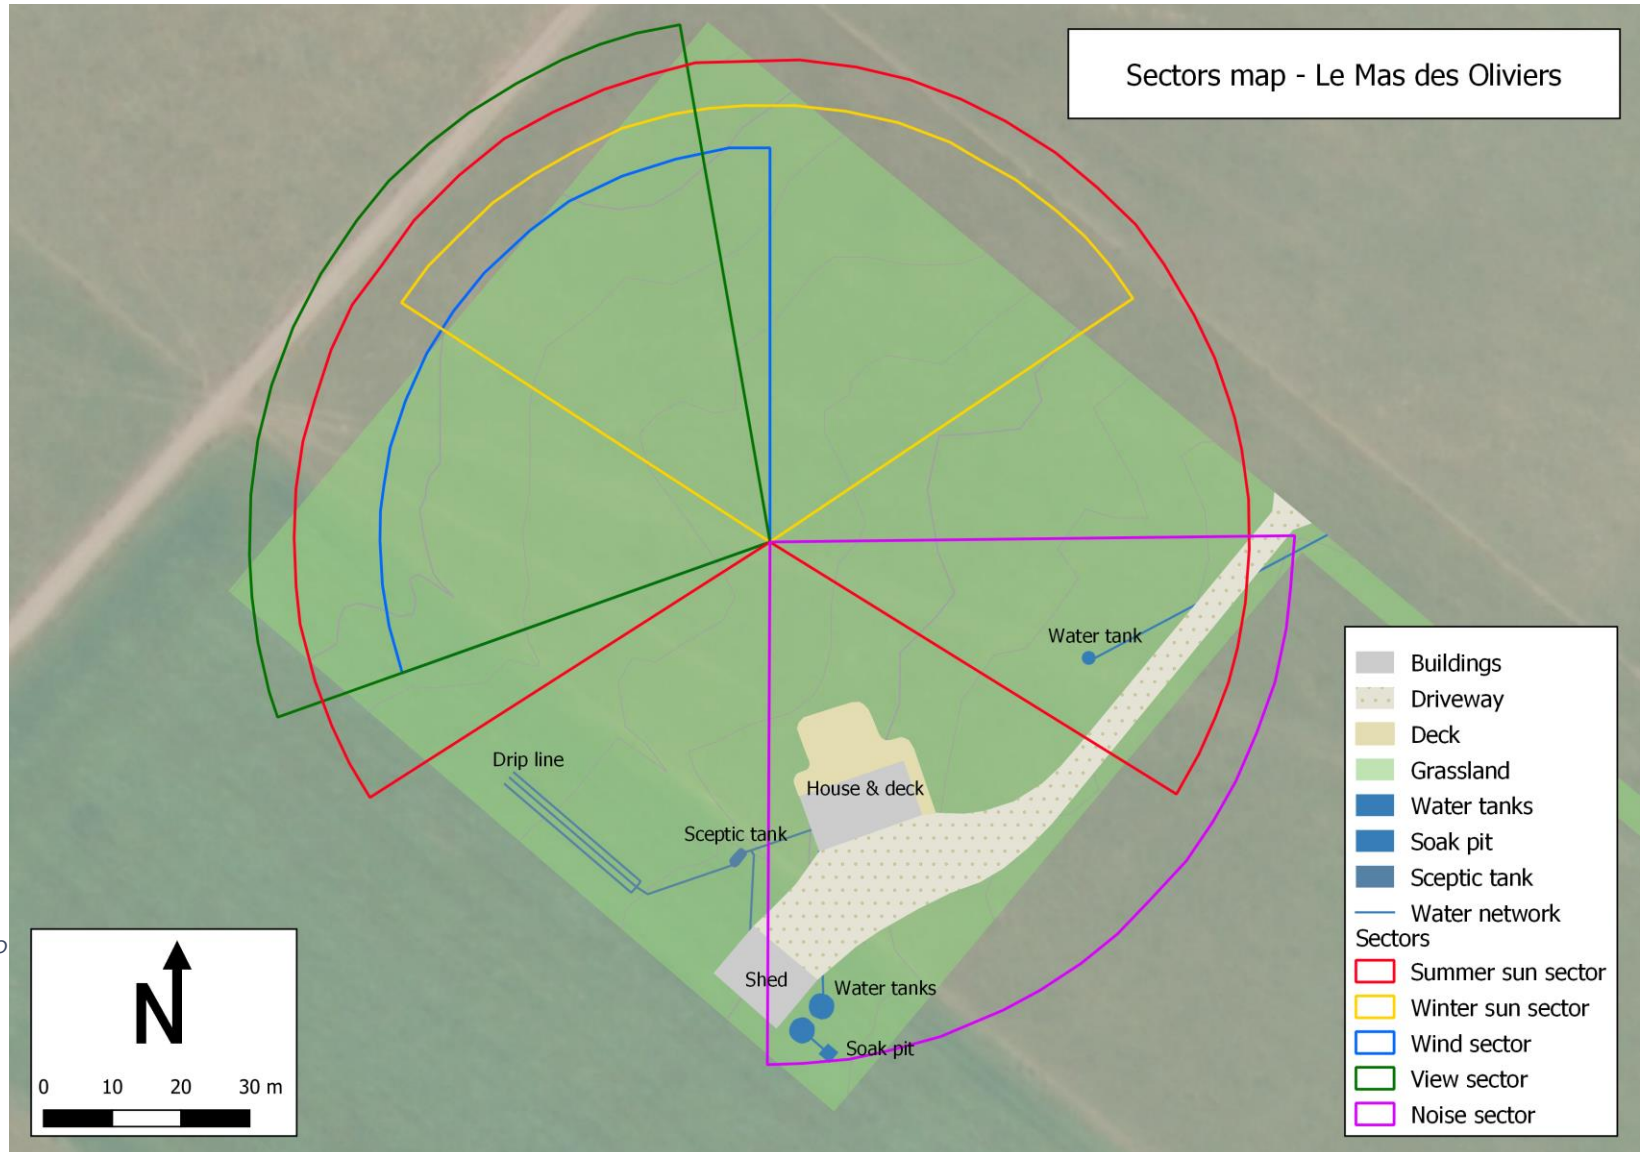 Sectors map - Le Mas des Oliviers
Water tank
Drip line
House & deck
Sceptic tank
Shed
Water tanks
Soak pit
N
0 10 20 30 m
Buildings
Driveway
Deck
Grassland
Water tanks
Soak pit
Sceptic tank
Water network
Sectors
Summer sun sector
Winter sun sector
Wind sector
View sector
Noise sector